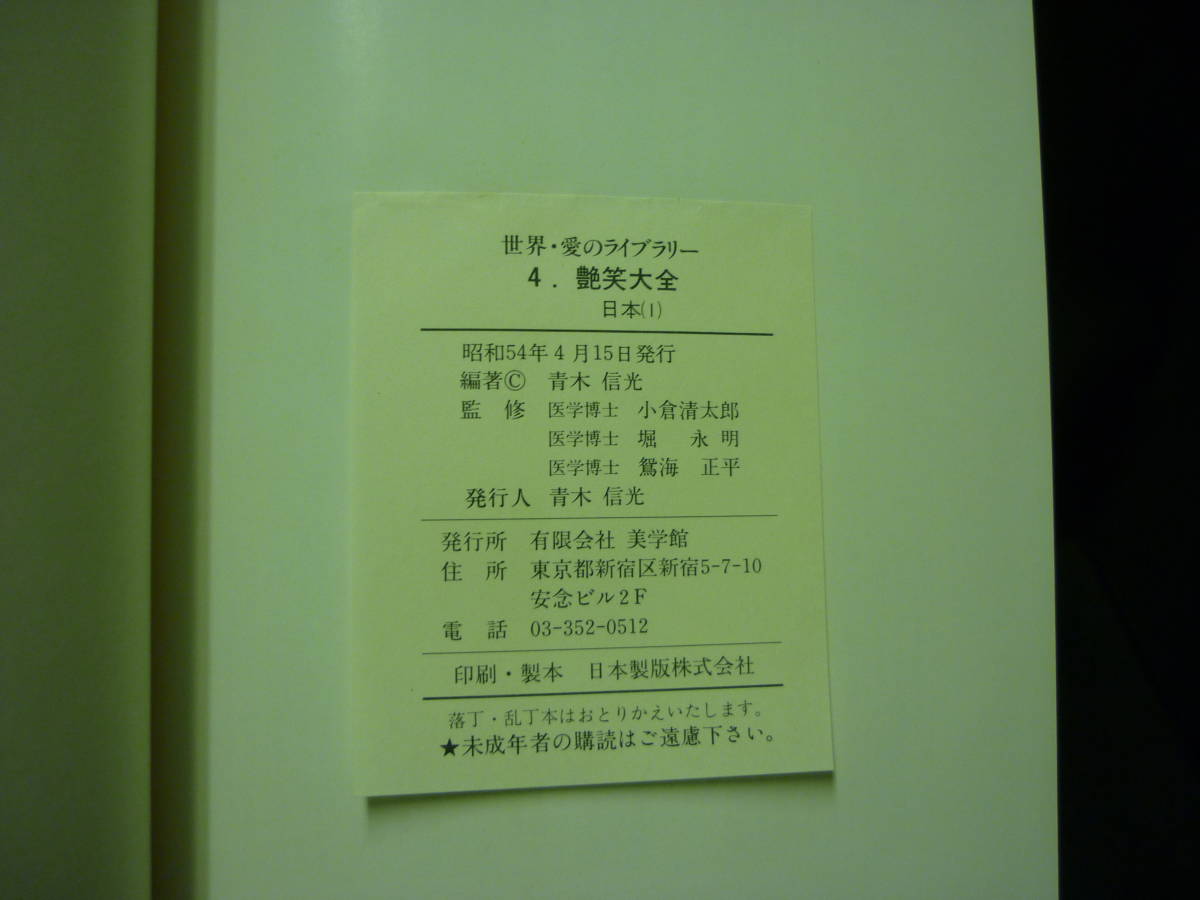 世界・愛のライブラリー
4．艶笑大全
日本(Ⅰ)
昭和54年4月15日発行
編著Ⓒ 青木 信光
監修 医学博士 小倉清太郎
医学博士 堀 永明
医学博士 鴛海 正平
発行人 青木 信光
発行所 有限会社 美学館
住所 東京都新宿区新宿5-7-10
安念ビル2F
電話 03-352-0512
印刷・製本 日本製版株式会社
落丁・乱丁本はおとりかえいたします。
★未成年者の購読はご遠慮下さい。